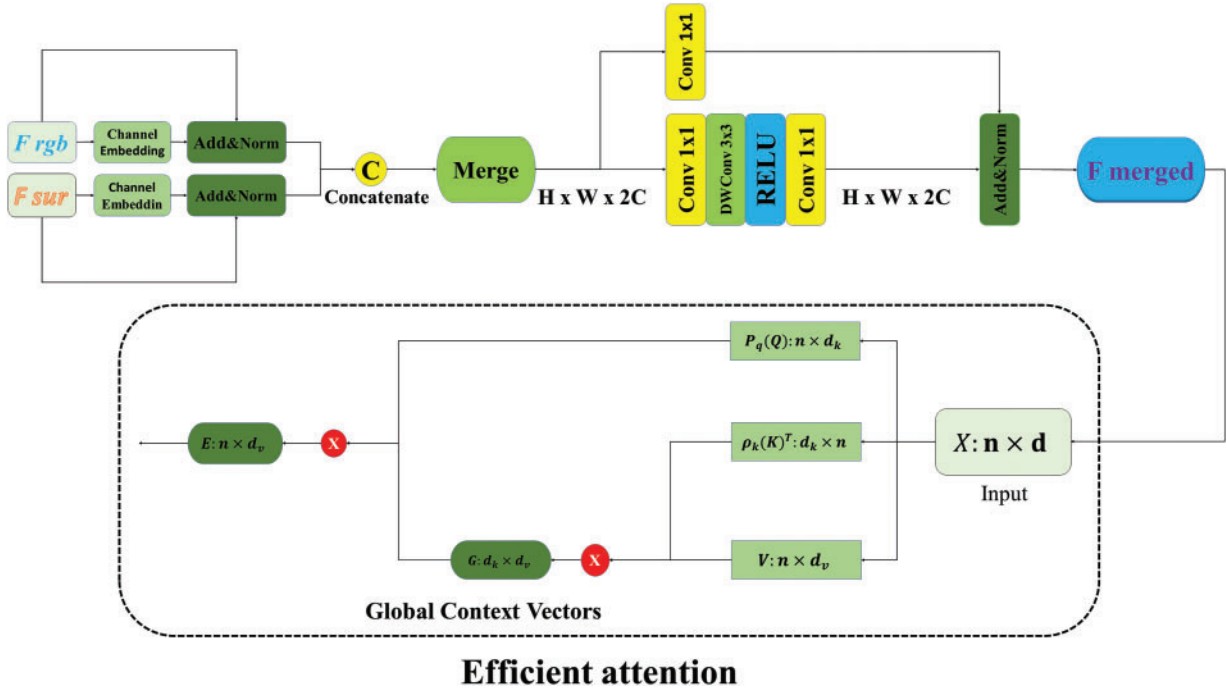 Conv 1x1
F rgb
Channel
Embedding
Add&Norm
F sur
Channel
Embeddin
Add&Norm
C
Concatenate
Merge
H x W x 2C
Conv 1x1
DWConv 3x3
RELU
Conv 1x1
H x W x 2C
Add&Norm
F merged
P_q(Q): n × d_k
ρ_k(K)^T: d_k × n
V: n × d_v
X: n × d
Input
X
E: n × d_v
X
G: d_k × d_v
Global Context Vectors
Efficient attention